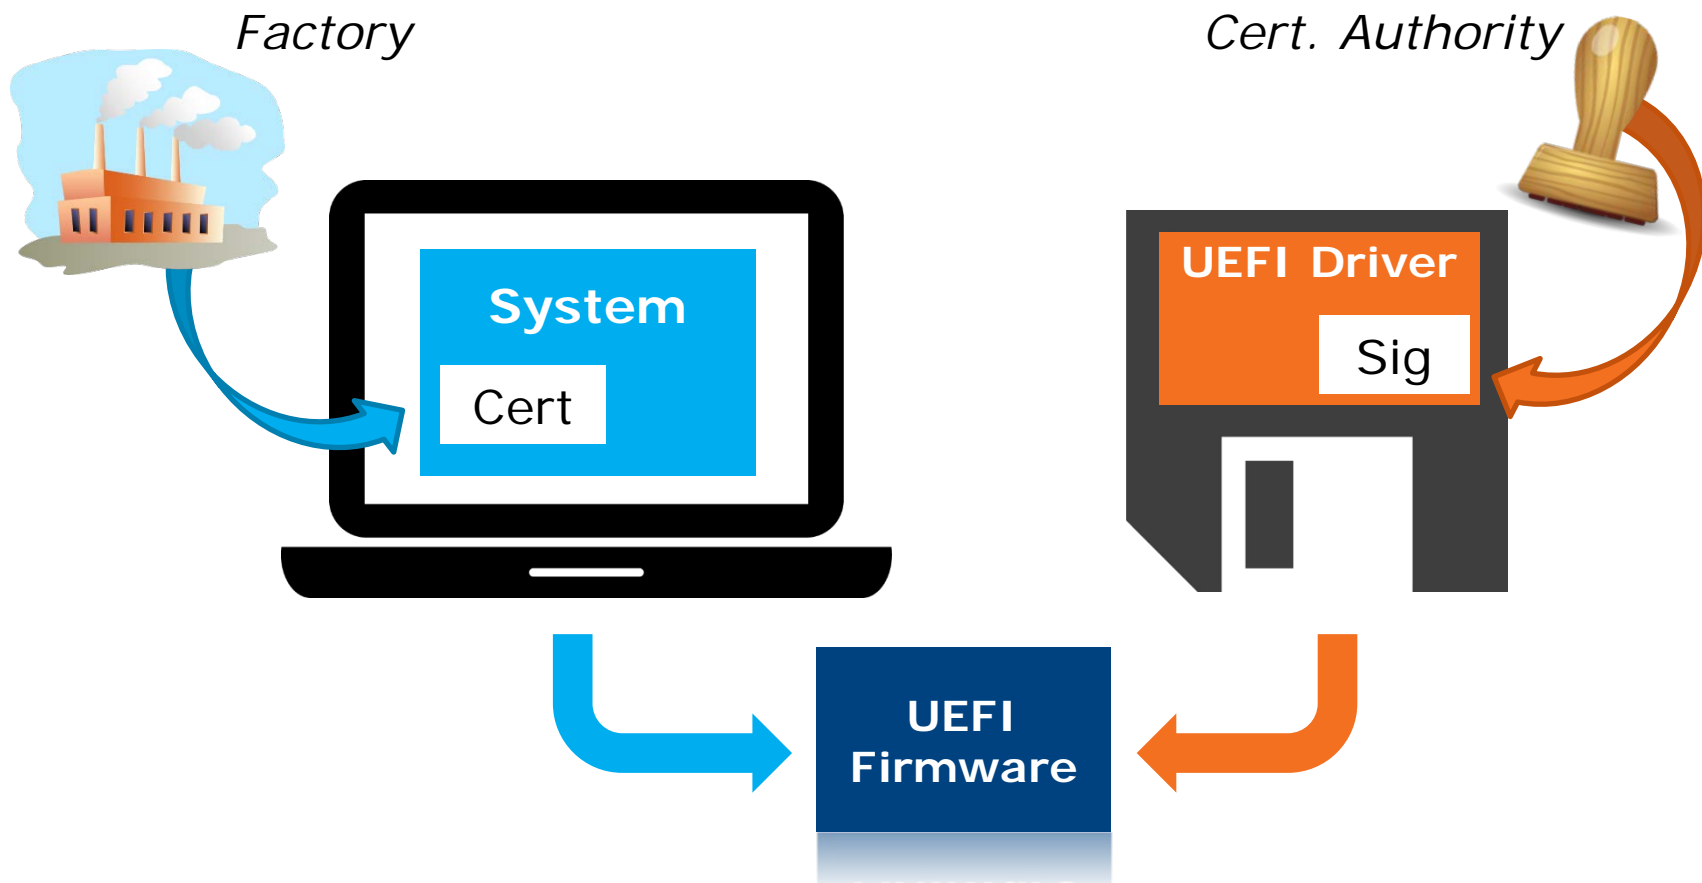 Factory
Cert. Authority
System
Cert
UEFI Driver
Sig
UEFI
Firmware